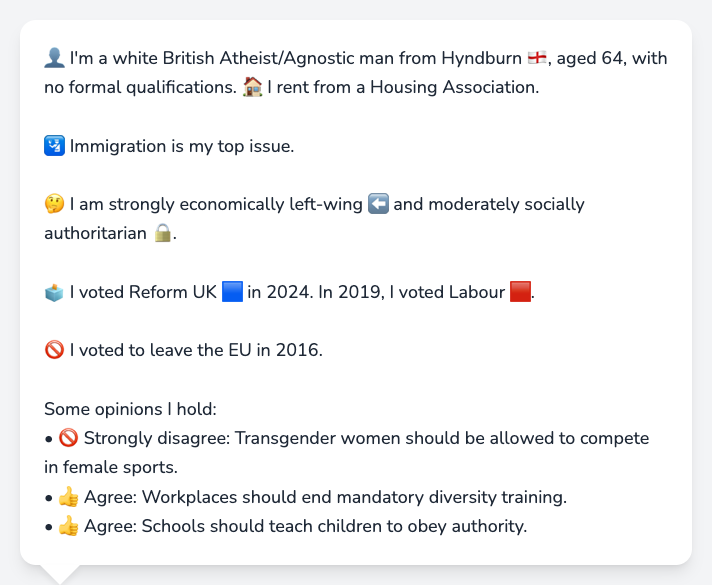 👤 I'm a white British Atheist/Agnostic man from Hyndburn 🏴󠁧󠁢󠁥󠁮󠁧󠁿, aged 64, with
no formal qualifications. 🏠 I rent from a Housing Association.
🛂 Immigration is my top issue.
🤔 I am strongly economically left-wing ⬅️ and moderately socially
authoritarian 🔒.
🗳️ I voted Reform UK 🟦 in 2024. In 2019, I voted Labour 🟥.
🚫 I voted to leave the EU in 2016.
Some opinions I hold:
• 🚫 Strongly disagree: Transgender women should be allowed to compete
in female sports.
• 👍 Agree: Workplaces should end mandatory diversity training.
• 👍 Agree: Schools should teach children to obey authority.